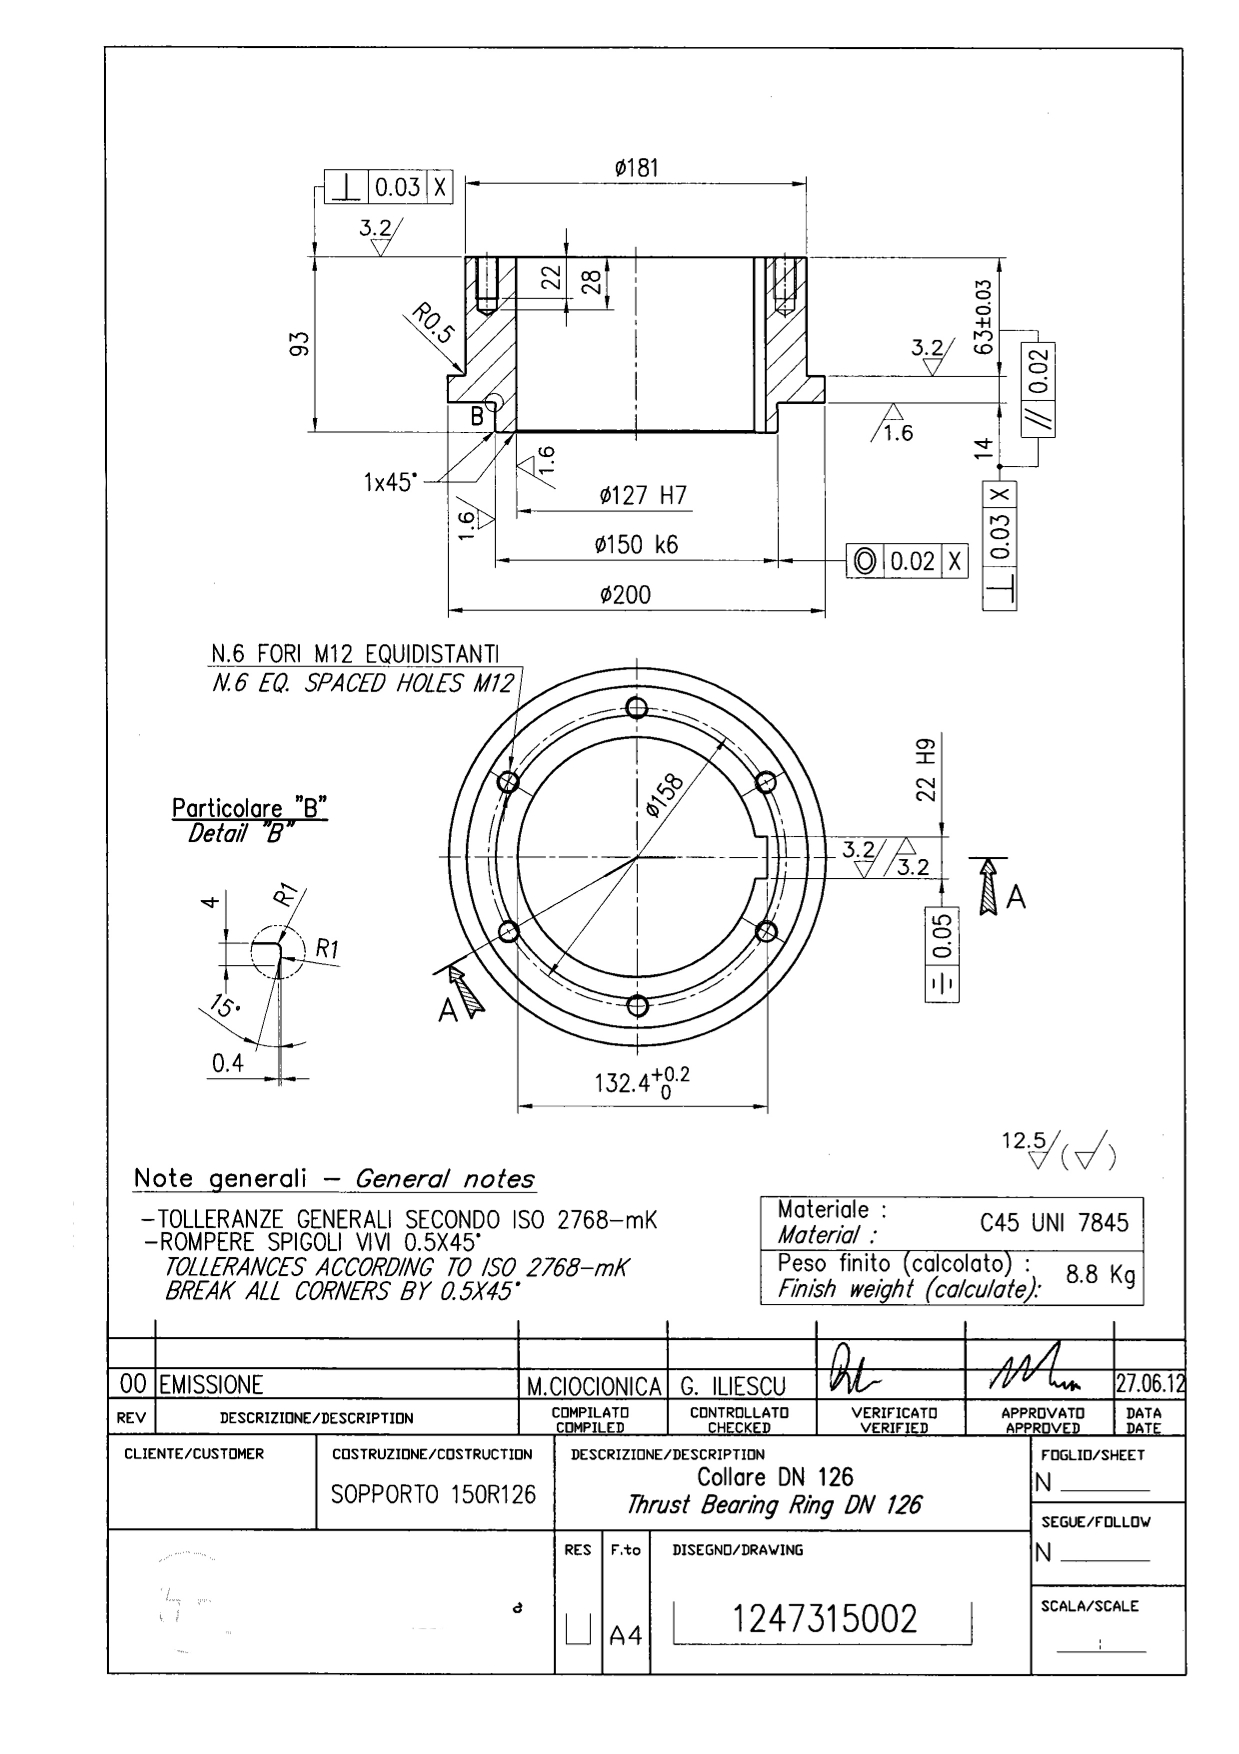 ø181
⊥ 0.03 X
3.2
22
28
93
R0.5
63±0.03
3.2
// 0.02
B
1.6
14
1x45°
1.6
ø127 H7
1.6
ø150 k6
◎ 0.02 X
⊥ 0.03 X
ø200
N.6 FORI M12 EQUIDISTANTI
N.6 EQ. SPACED HOLES M12
22 H9
ø158
Particolare "B"
Detail "B"
3.2 3.2
A
4
R1
R1
0.05
A
15°
0.4
132.4+0.2
0
12.5
Note generali – General notes
–TOLLERANZE GENERALI SECONDO ISO 2768–mK
–ROMPERE SPIGOLI VIVI 0.5X45°
TOLLERANCES ACCORDING TO ISO 2768–mK
BREAK ALL CORNERS BY 0.5X45°
Materiale :
Material :
C45 UNI 7845
Peso finito (calcolato) :
Finish weight (calculate):
8.8 Kg
00 EMISSIONE M.CIOCIONICA G. ILIESCU 27.06.12
REV DESCRIZIONE/DESCRIPTION COMPILATO CONTROLLATO VERIFICATO APPROVATO DATA
COMPILED CHECKED VERIFIED APPROVED DATE
CLIENTE/CUSTOMER COSTRUZIONE/COSTRUCTION DESCRIZIONE/DESCRIPTION FOGLIO/SHEET
SOPPORTO 150R126
Collare DN 126
Thrust Bearing Ring DN 126
N
SEGUE/FOLLOW
N
RES F.to DISEGNO/DRAWING
A4
1247315002
SCALA/SCALE
: